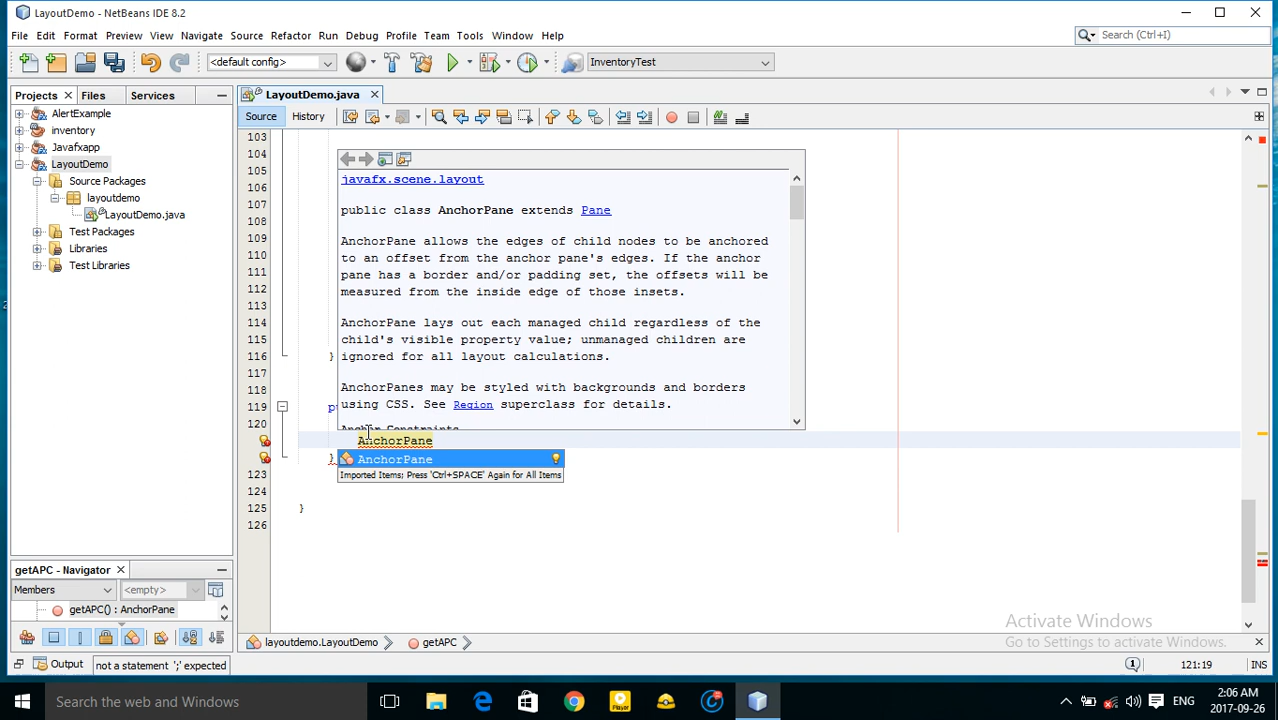 LayoutDemo - NetBeans IDE 8.2
File Edit Format Preview View Navigate Source Refactor Run Debug Profile Team Tools Window Help
Search (Ctrl+I)
<default config>
InventoryTest
Projects Files Services
LayoutDemo.java
Source History
AlertExample
inventory
Javafxapp
LayoutDemo
Source Packages
layoutdemo
LayoutDemo.java
Test Packages
Libraries
Test Libraries
103
104
105
106
107
108
109
110
111
112
113
114
115
116 }
117
118
119
120
javafx.scene.layout
public class AnchorPane extends Pane
AnchorPane allows the edges of child nodes to be anchored
to an offset from the anchor pane's edges. If the anchor
pane has a border and/or padding set, the offsets will be
measured from the inside edge of those insets.
AnchorPane lays out each managed child regardless of the
child's visible property value; unmanaged children are
ignored for all layout calculations.
AnchorPanes may be styled with backgrounds and borders
using CSS. See Region superclass for details.
Anchor Constraints
AnchorPane
}
AnchorPane
Imported Items; Press 'Ctrl+SPACE' Again for All Items
123
124
125 }
126
getAPC - Navigator
Members <empty>
getAPC() : AnchorPane
layoutdemo.LayoutDemo getAPC
Output not a statement ';' expected
1 121:19 INS
Activate Windows
Go to Settings to activate Windows.
Search the web and Windows
Player
ENG
2:06 AM
2017-09-26